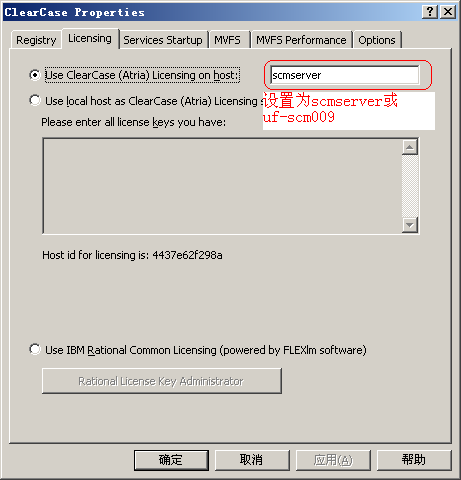 ClearCase Properties
Registry Licensing Services Startup MVFS MVFS Performance Options
Use ClearCase (Atria) Licensing on host: scmserver
Use local host as ClearCase (Atria) Licensing
设置为scmserver或
uf-scm009
Please enter all license keys you have:
Host id for licensing is: 4437e62f298a
Use IBM Rational Common Licensing (powered by FLEXlm software)
Rational License Key Administrator
确定 取消 应用(A) 帮助